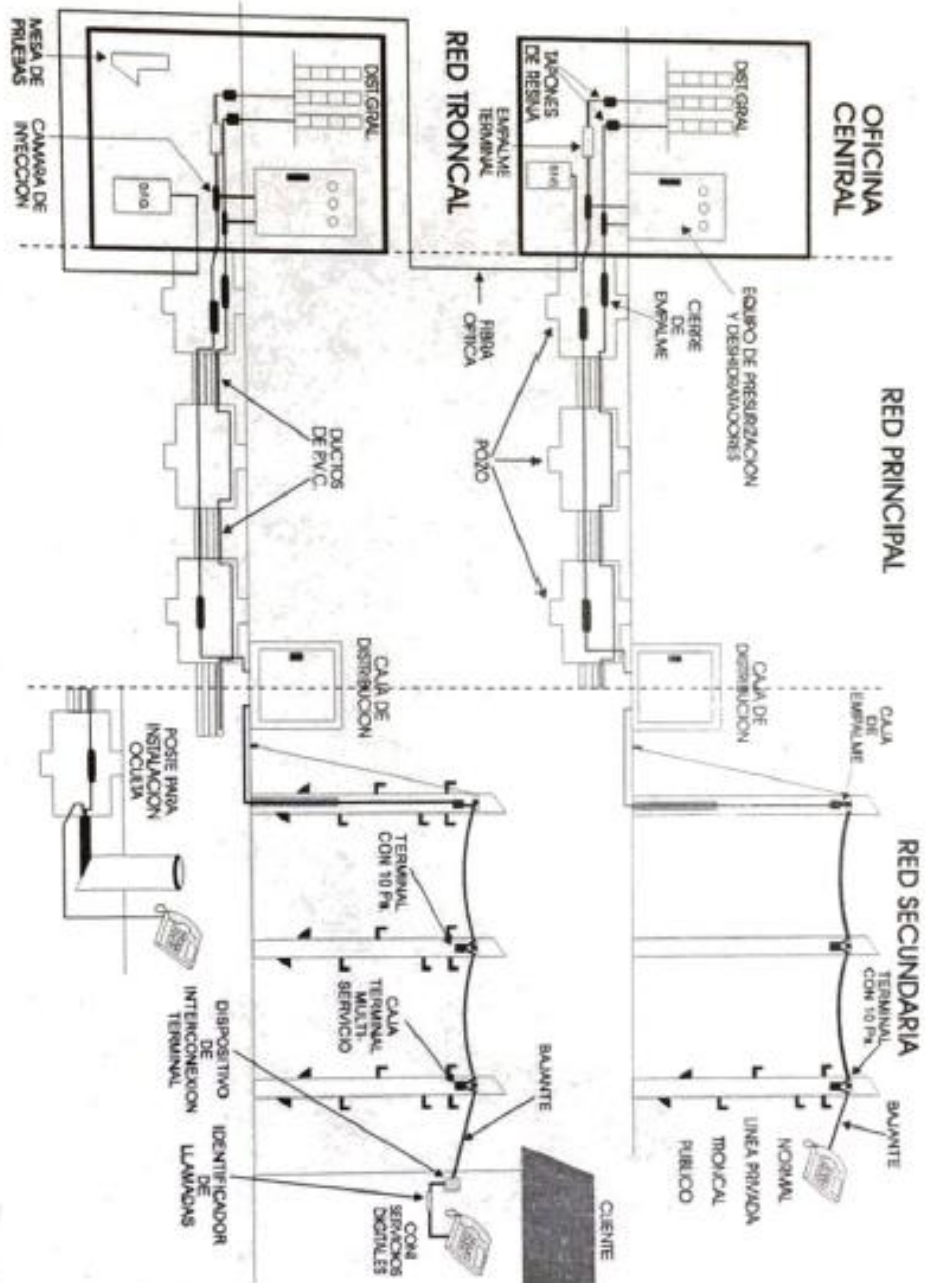 OFICINA
CENTRAL
RED PRINCIPAL
RED SECUNDARIA
DIST.GRAL
TAPONES
DE RESINA
EMPALME
TERMINAL
EQUIPO DE PRESURIZACION
Y DESHIDRATADORES
CIERRE
DE
EMPALME
POZO
FIBRA
OPTICA
CAJA DE
DISTRIBUCION
CAJA
DE
EMPALME
TERMINAL
CON 10 Ps.
BAJANTE
NORMAL
LINEA PRIVADA
TRONCAL
PUBLICO
RED TRONCAL
DIST.GRAL
MESA DE
PRUEBAS
CAMARA DE
INYECCION
DUCTOS
DE P.V.C.
CAJA DE
DISTRIBUCION
POSTE PARA
INSTALACION
OCULTA
TERMINAL
CON 10 Ps.
CAJA
TERMINAL
MULTI-
SERVICIO
BAJANTE
DISPOSITIVO
DE
INTERCONEXION
TERMINAL
IDENTIFICADOR
DE
LLAMADAS
CON
SERVICIOS
DIGITALES
CLIENTE